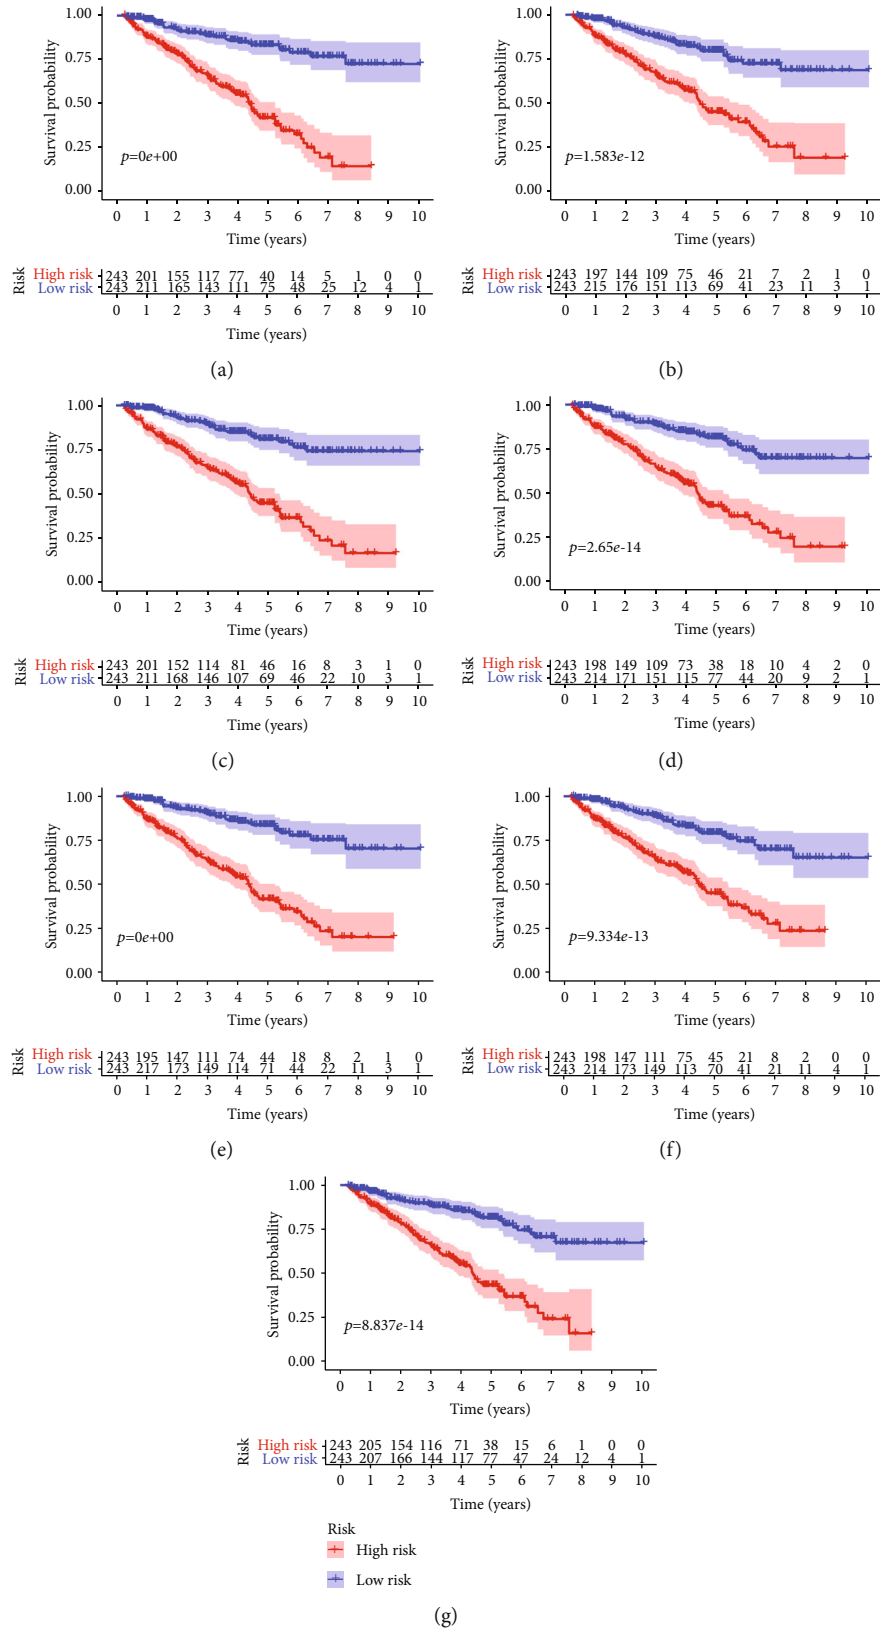 1.00
0.75
0.50
0.25
0.00
Survival probability
p=0e+00
0 1 2 3 4 5 6 7 8 9 10
Time (years)
Risk
High risk 243 201 155 117 77 40 14 5 1 0 0
Low risk 243 211 165 143 111 75 48 25 12 4 1
0 1 2 3 4 5 6 7 8 9 10
Time (years)
(a)
1.00
0.75
0.50
0.25
0.00
Survival probability
p=1.583e-12
0 1 2 3 4 5 6 7 8 9 10
Time (years)
Risk
High risk 243 197 144 109 75 46 21 7 2 1 0
Low risk 243 215 176 151 113 69 41 23 11 3 1
0 1 2 3 4 5 6 7 8 9 10
Time (years)
(b)
1.00
0.75
0.50
0.25
0.00
Survival probability
0 1 2 3 4 5 6 7 8 9 10
Time (years)
Risk
High risk 243 201 152 114 81 46 16 8 3 1 0
Low risk 243 211 168 146 107 69 46 22 10 3 1
0 1 2 3 4 5 6 7 8 9 10
Time (years)
(c)
1.00
0.75
0.50
0.25
0.00
Survival probability
p=2.65e-14
0 1 2 3 4 5 6 7 8 9 10
Time (years)
Risk
High risk 243 198 149 109 73 38 18 10 4 2 0
Low risk 243 214 171 151 115 77 44 20 9 2 1
0 1 2 3 4 5 6 7 8 9 10
Time (years)
(d)
1.00
0.75
0.50
0.25
0.00
Survival probability
p=0e+00
0 1 2 3 4 5 6 7 8 9 10
Time (years)
Risk
High risk 243 195 147 111 74 44 18 8 2 1 0
Low risk 243 217 173 149 114 71 44 22 11 3 1
0 1 2 3 4 5 6 7 8 9 10
Time (years)
(e)
1.00
0.75
0.50
0.25
0.00
Survival probability
p=9.334e-13
0 1 2 3 4 5 6 7 8 9 10
Time (years)
Risk
High risk 243 198 147 111 75 45 21 8 2 0 0
Low risk 243 214 173 149 113 70 41 21 11 4 1
0 1 2 3 4 5 6 7 8 9 10
Time (years)
(f)
1.00
0.75
0.50
0.25
0.00
Survival probability
p=8.837e-14
0 1 2 3 4 5 6 7 8 9 10
Time (years)
Risk
High risk 243 205 154 116 71 38 15 6 1 0 0
Low risk 243 207 166 144 117 77 47 24 12 4 1
0 1 2 3 4 5 6 7 8 9 10
Time (years)
Risk
High risk
Low risk
(g)